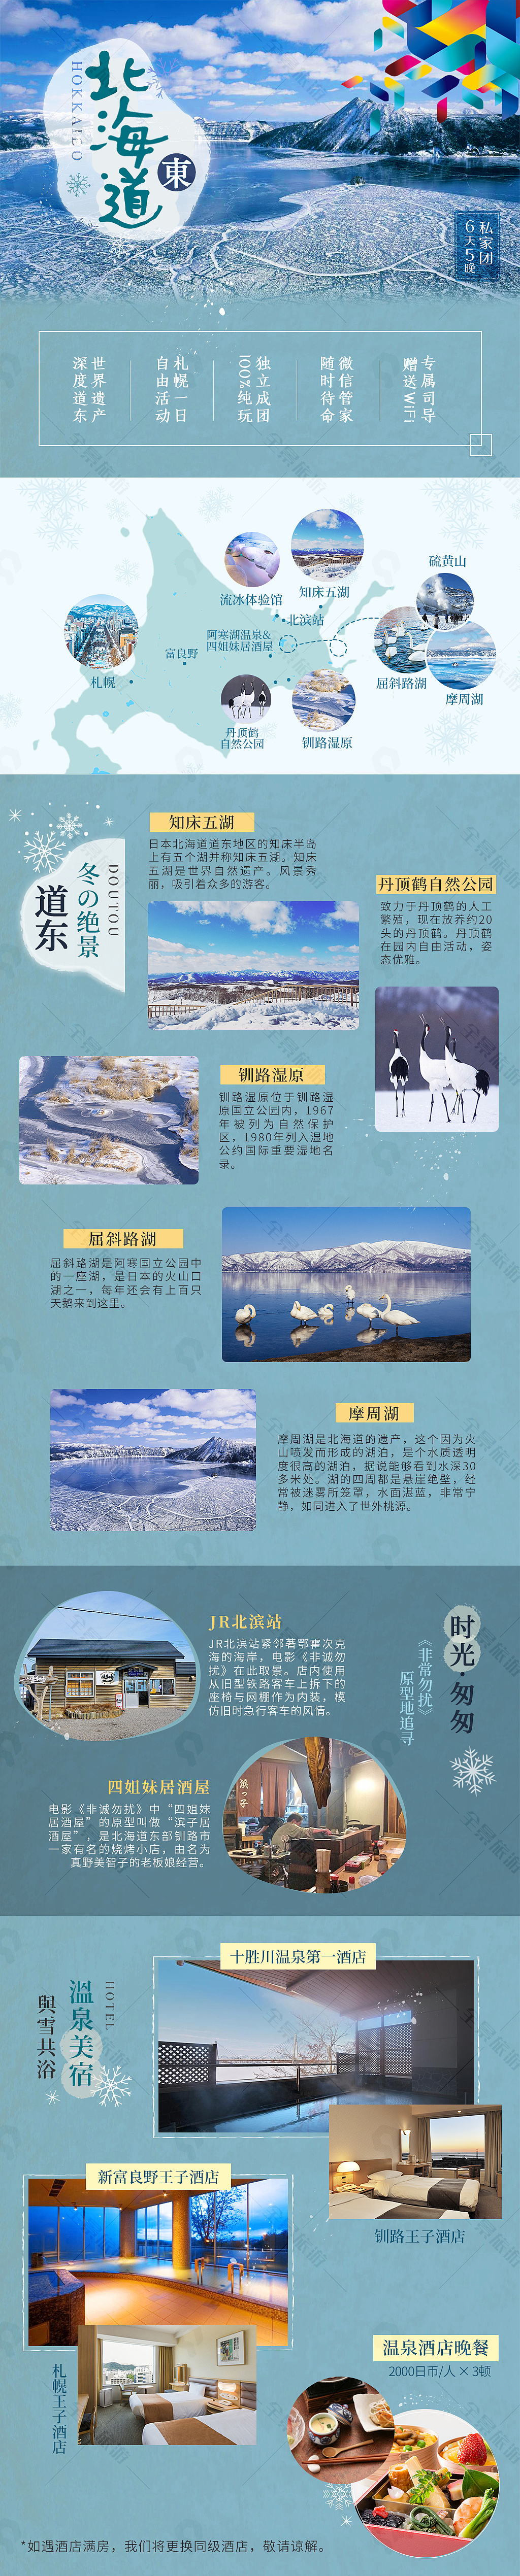 北海道
東
HOKKAIDO
私家团
6天5晚
世界遗产
深度道东
札幌一日
自由活动
独立成团
100%纯玩
微信管家
随时待命
专属司导
赠送WiFi
硫黄山
流冰体验馆
知床五湖
北滨站
阿寒湖温泉&
四姐妹居酒屋
富良野
札幌
屈斜路湖
摩周湖
丹顶鹤
自然公园
钏路湿原
DOUTOU
冬の绝景
道东
知床五湖
日本北海道道东地区的知床半岛
上有五个湖并称知床五湖。知床
五湖是世界自然遗产。风景秀
丽，吸引着众多的游客。
丹顶鹤自然公园
致力于丹顶鹤的人工
繁殖，现在放养约20
头的丹顶鹤。丹顶鹤
在园内自由活动，姿
态优雅。
钏路湿原
钏路湿原位于钏路湿
原国立公园内，1967
年被列为自然保护
区，1980年列入湿地
公约国际重要湿地名
录。
屈斜路湖
屈斜路湖是阿寒国立公园中
的一座湖，是日本的火山口
湖之一，每年还会有上百只
天鹅来到这里。
摩周湖
摩周湖是北海道的遗产，这个因为火
山喷发而形成的湖泊，是个水质透明
度很高的湖泊，据说能够看到水深30
多米处。湖的四周都是悬崖绝壁，经
常被迷雾所笼罩，水面湛蓝，非常宁
静，如同进入了世外桃源。
时光·匆匆
《非常勿扰》
原型地追寻
JR北滨站
JR北滨站紧邻著鄂霍次克
海的海岸，电影《非诚勿
扰》在此取景。店内使用
从旧型铁路客车上拆下的
座椅与网棚作为内装，模
仿旧时急行客车的风情。
四姐妹居酒屋
电影《非诚勿扰》中“四姐妹
居酒屋”的原型叫做“滨子居
酒屋”，是北海道东部钏路市
一家有名的烧烤小店，由名为
真野美智子的老板娘经营。
浜っ子
HOTEL
溫泉美宿
與雪共浴
十胜川温泉第一酒店
钏路王子酒店
新富良野王子酒店
札幌王子酒店
温泉酒店晚餐
2000日币/人 × 3顿
*如遇酒店满房，我们将更换同级酒店，敬请谅解。